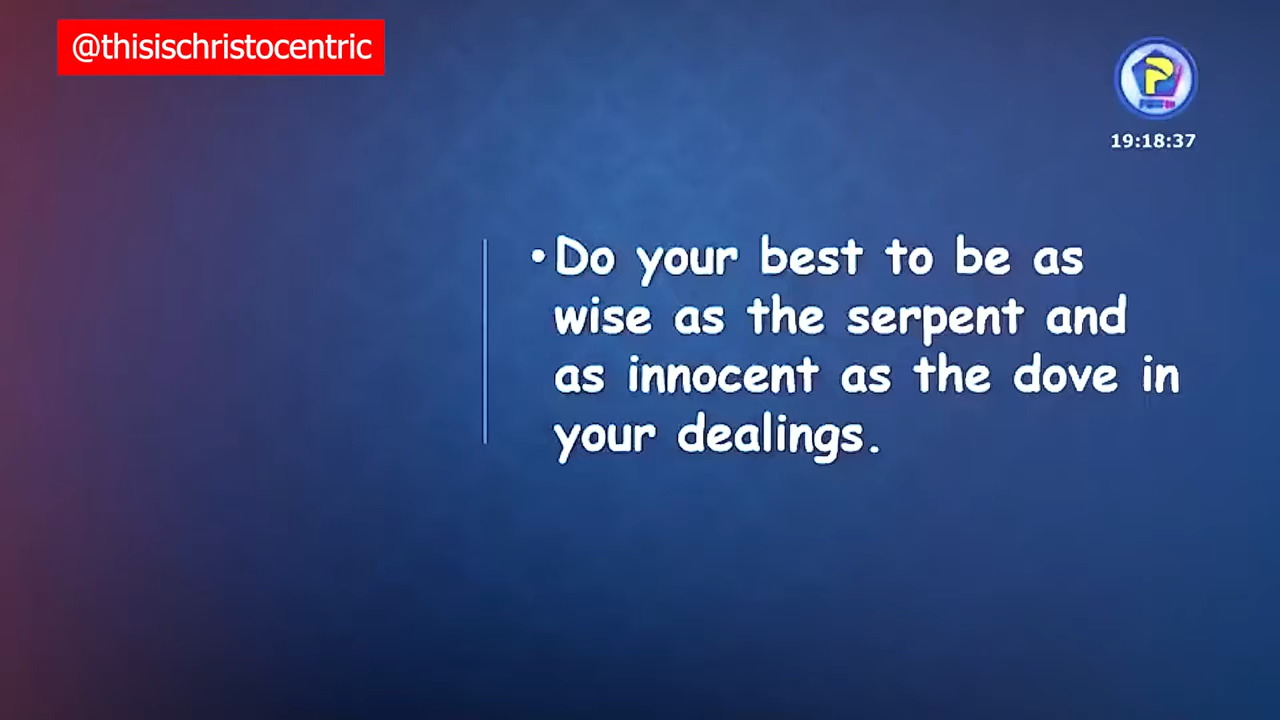 @thisischristocentric
P
19:18:37
• Do your best to be as
wise as the serpent and
as innocent as the dove in
your dealings.